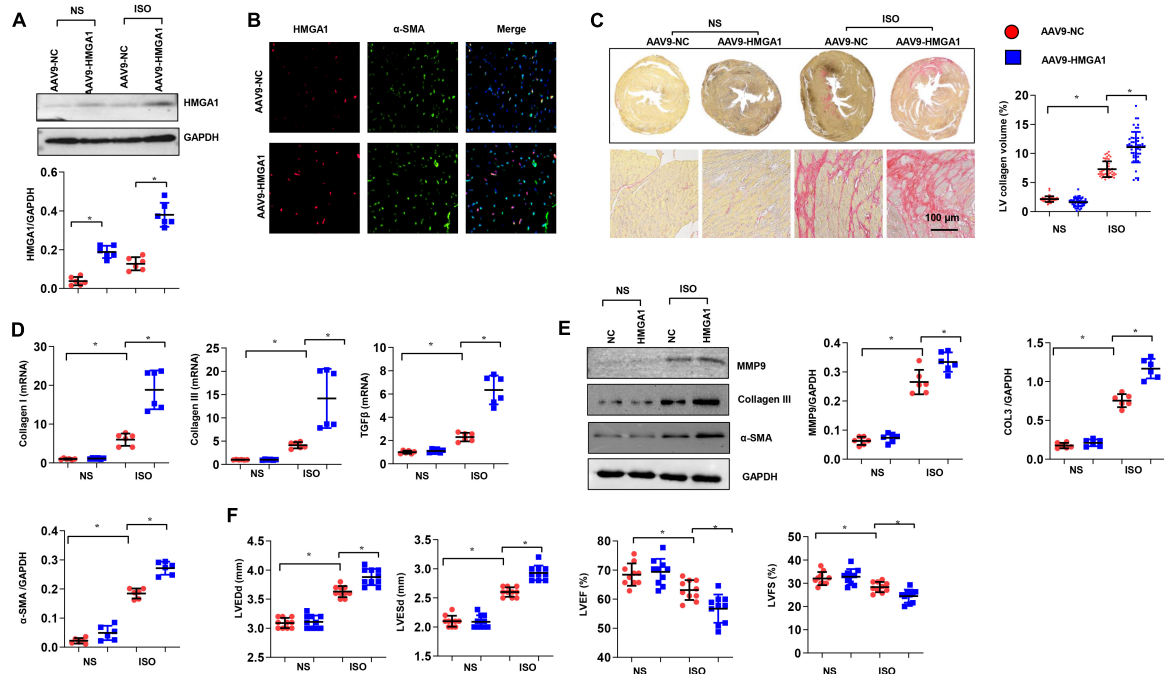 A
NS
ISO
AAV9-NC
AAV9-HMGA1
AAV9-NC
AAV9-HMGA1
HMGA1
GAPDH
HMGA1/GAPDH
0.6
0.4
0.2
0.0
*
*
NS
ISO
B
HMGA1
α-SMA
Merge
AAV9-NC
AAV9-HMGA1
C
NS
ISO
AAV9-NC
AAV9-HMGA1
AAV9-NC
AAV9-HMGA1
100 μm
AAV9-NC
AAV9-HMGA1
LV collagen volume (%)
20
15
10
5
0
*
*
NS
ISO
D
Collagen I (mRNA)
30
20
10
0
*
*
NS
ISO
Collagen III (mRNA)
30
20
10
0
*
*
NS
ISO
TGFβ (mRNA)
10
8
6
4
2
0
*
*
NS
ISO
E
NS
ISO
NC
HMGA1
NC
HMGA1
MMP9
Collagen III
α-SMA
GAPDH
MMP9/GAPDH
0.4
0.3
0.2
0.1
0.0
*
*
NS
ISO
COL3 /GAPDH
1.5
1.0
0.5
0.0
*
*
NS
ISO
α-SMA /GAPDH
0.4
0.3
0.2
0.1
0.0
*
*
NS
ISO
F
LVEDd (mm)
4.5
4.0
3.5
3.0
2.5
*
*
NS
ISO
LVESd (mm)
3.5
3.0
2.5
2.0
1.5
*
*
NS
ISO
LVEF (%)
90
80
70
60
40
*
*
NS
ISO
LVFS (%)
50
40
30
20
10
0
*
*
NS
ISO